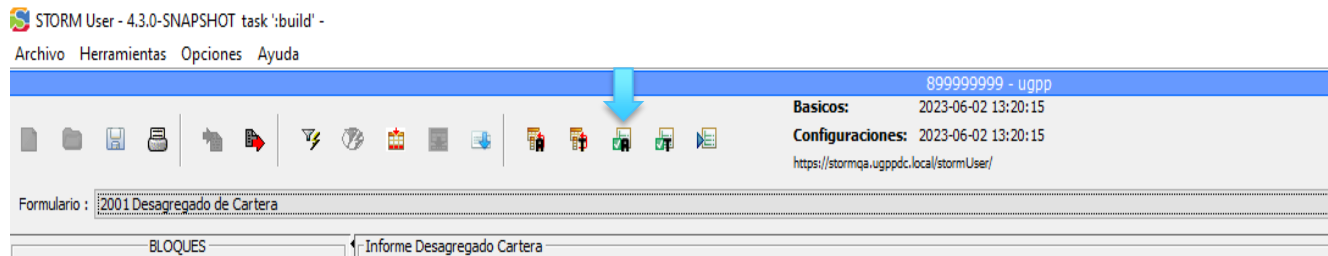 STORM User - 4.3.0-SNAPSHOT task ':build' -
Archivo Herramientas Opciones Ayuda
899999999 - ugpp
Basicos: 2023-06-02 13:20:15
Configuraciones: 2023-06-02 13:20:15
https://stormqa.ugppdc.local/stormUser/
Formulario : 2001 Desagregado de Cartera
BLOQUES Informe Desagregado Cartera